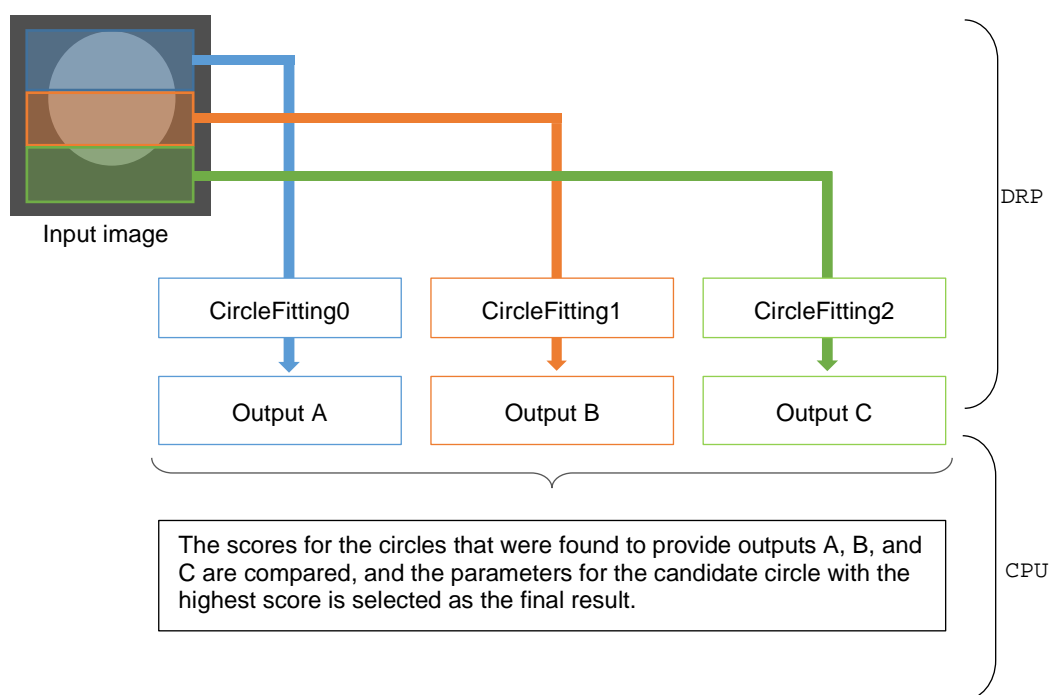 DRP
Input image
CircleFitting0
CircleFitting1
CircleFitting2
Output A
Output B
Output C
The scores for the circles that were found to provide outputs A, B, and
C are compared, and the parameters for the candidate circle with the
highest score is selected as the final result.
CPU